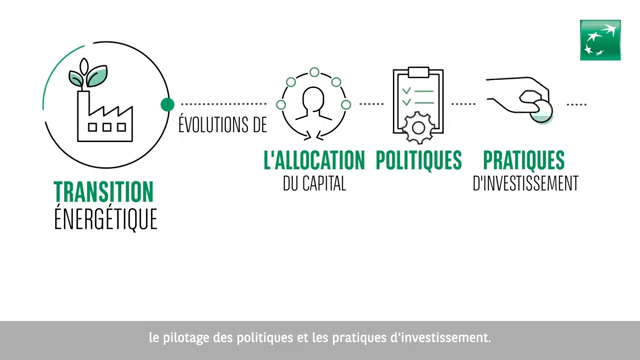 ÉVOLUTIONS DE
L'ALLOCATION
DU CAPITAL
POLITIQUES
PRATIQUES
D'INVESTISSEMENT
TRANSITION
ÉNERGÉTIQUE
le pilotage des politiques et les pratiques d'investissement.